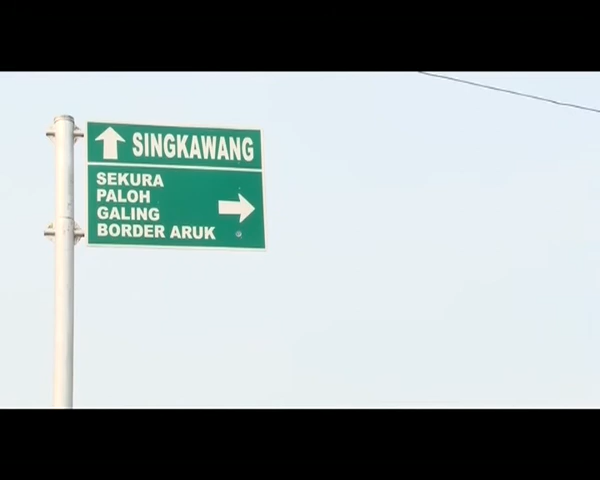 SINGKAWANG
SEKURA
PALOH
GALING
BORDER ARUK